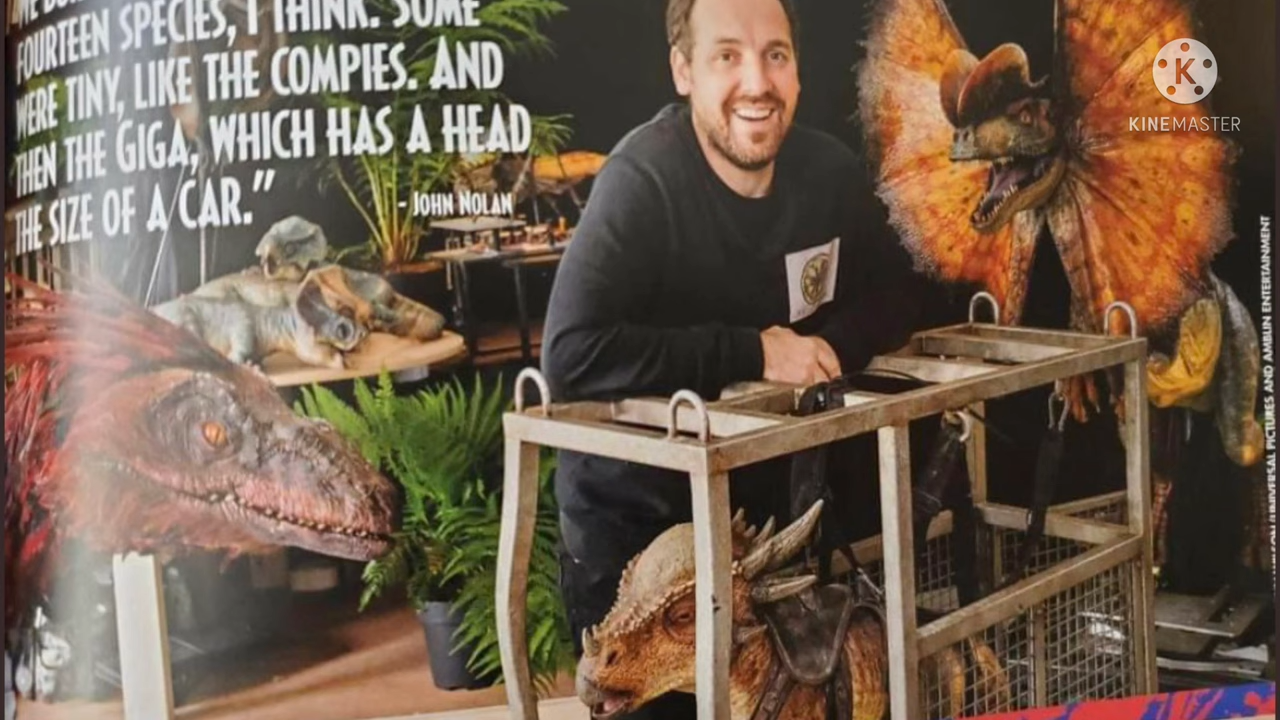 FOURTEEN SPECIES, I THINK. SOME
WERE TINY, LIKE THE COMPIES. AND
THEN THE GIGA, WHICH HAS A HEAD
THE SIZE OF A CAR."
- JOHN NOLAN
K
KINEMASTER
UNIVERSAL PICTURES AND AMBLIN ENTERTAINMENT